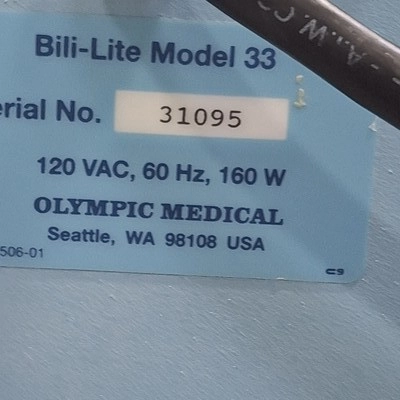 Bili-Lite Model 33
erial No. 31095
120 VAC, 60 Hz, 160 W
OLYMPIC MEDICAL
Seattle, WA 98108 USA
506-01